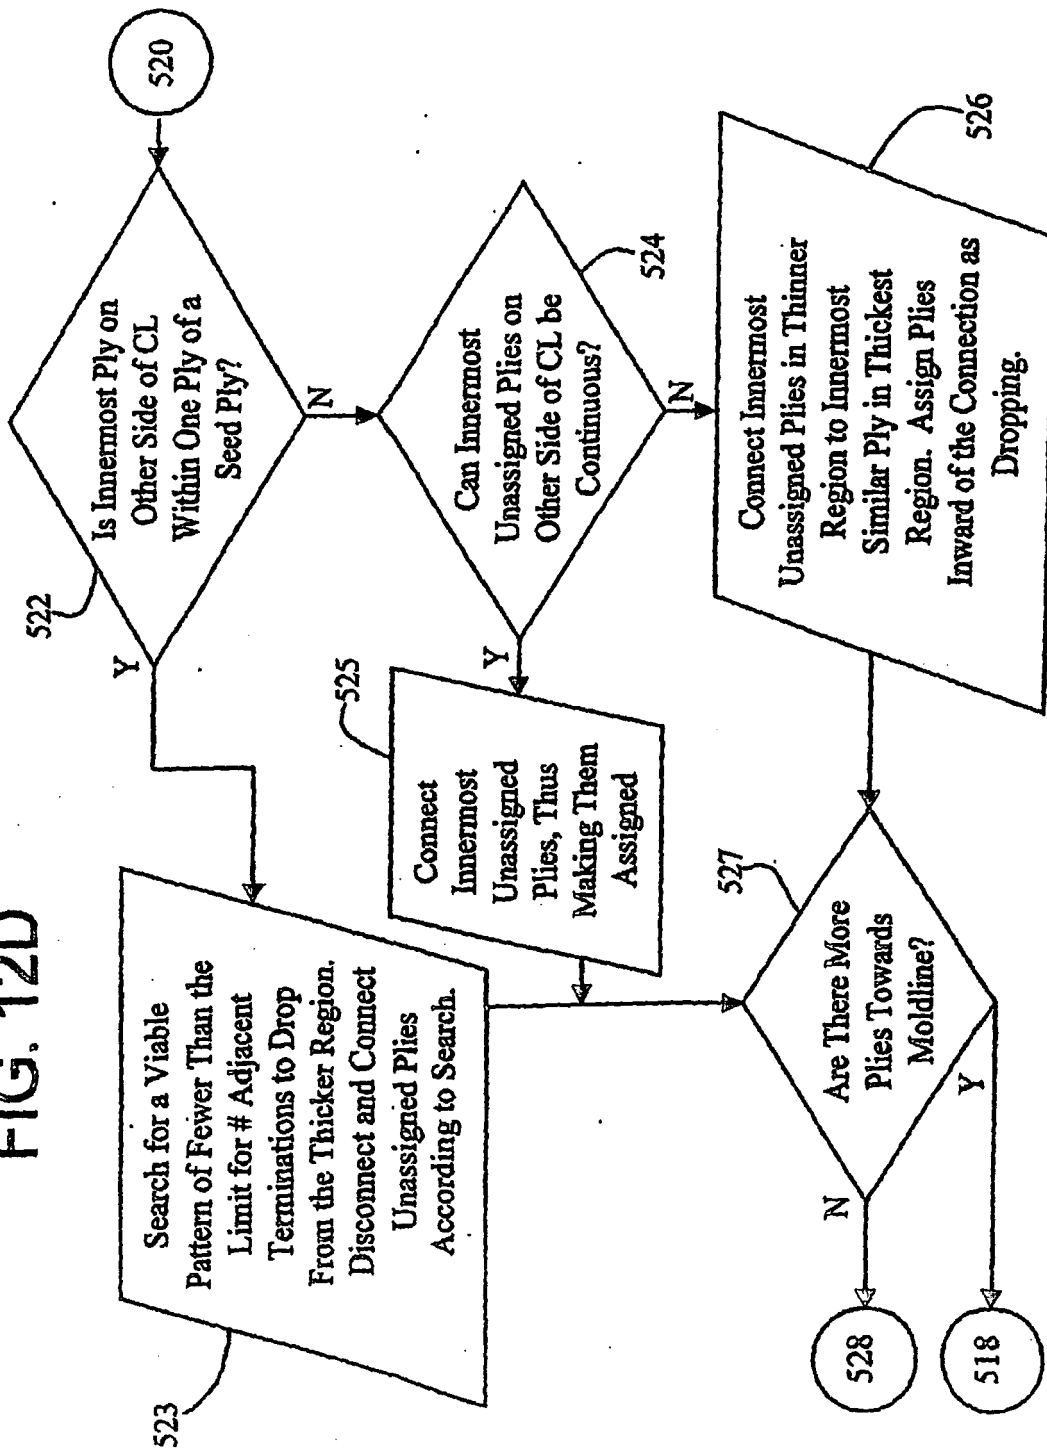 FIG. 12D
520
522
Is Innermost Ply on
Other Side of CL
Within One Ply of a
Seed Ply?
Y
N
523
Search for a Viable
Pattern of Fewer Than the
Limit for # Adjacent
Terminations to Drop
From the Thicker Region.
Disconnect and Connect
Unassigned Plies
According to Search.
524
Can Innermost
Unassigned Plies on
Other Side of CL be
Continuous?
Y
N
525
Connect
Innermost
Unassigned
Plies, Thus
Making Them
Assigned
526
Connect Innermost
Unassigned Plies in Thinner
Region to Innermost
Similar Ply in Thickest
Region. Assign Plies
Inward of the Connection as
Dropping.
527
Are There More
Plies Towards
Moldline?
N
Y
528
518